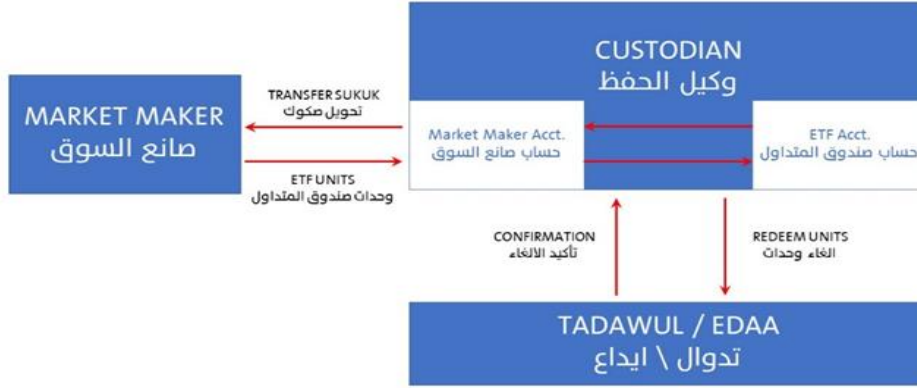 CUSTODIAN
وكيل الحفظ
MARKET MAKER
صانع السوق
TRANSFER SUKUK
تحويل صكوك
ETF UNITS
وحدات صندوق المتداول
Market Maker Acct.
حساب صانع السوق
ETF Acct.
حساب صندوق المتداول
CONFIRMATION
تأكيد الالغاء
REDEEM UNITS
الغاء وحدات
TADAWUL / EDAA
تدوال \ ايداع